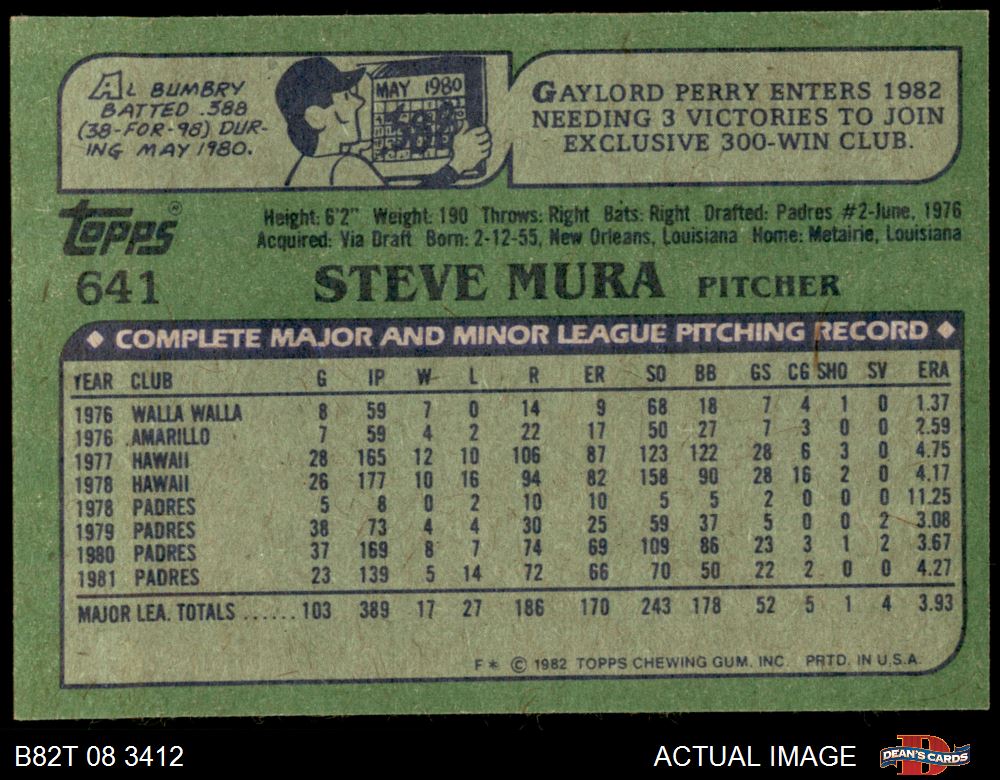 AL BUMBRY
BATTED .388
(38-FOR-98) DUR-
ING MAY 1980.
MAY 1980
GAYLORD PERRY ENTERS 1982
NEEDING 3 VICTORIES TO JOIN
EXCLUSIVE 300-WIN CLUB.
TOPPS®
641
Height: 6'2" Weight: 190 Throws: Right Bats: Right Drafted: Padres #2-June, 1976
Acquired: Via Draft Born: 2-12-55, New Orleans, Louisiana Home: Metairie, Louisiana
STEVE MURA PITCHER
◆ COMPLETE MAJOR AND MINOR LEAGUE PITCHING RECORD ◆
YEAR CLUB G IP W L R ER SO BB GS CG SHO SV ERA
1976 WALLA WALLA 8 59 7 0 14 9 68 18 7 4 1 0 1.37
1976 AMARILLO 7 59 4 2 22 17 50 27 7 3 0 0 2.59
1977 HAWAII 28 165 12 10 106 87 123 122 28 6 3 0 4.75
1978 HAWAII 26 177 10 16 94 82 158 90 28 16 2 0 4.17
1978 PADRES 5 8 0 2 10 10 5 5 2 0 0 0 11.25
1979 PADRES 38 73 4 4 30 25 59 37 5 0 0 2 3.08
1980 PADRES 37 169 8 7 74 69 109 86 23 3 1 2 3.67
1981 PADRES 23 139 5 14 72 66 70 50 22 2 0 0 4.27
MAJOR LEA. TOTALS ...... 103 389 17 27 186 170 243 178 52 5 1 4 3.93
F* © 1982 TOPPS CHEWING GUM, INC. PRTD. IN U.S.A.
B82T 08 3412
ACTUAL IMAGE
DEAN'S CARDS